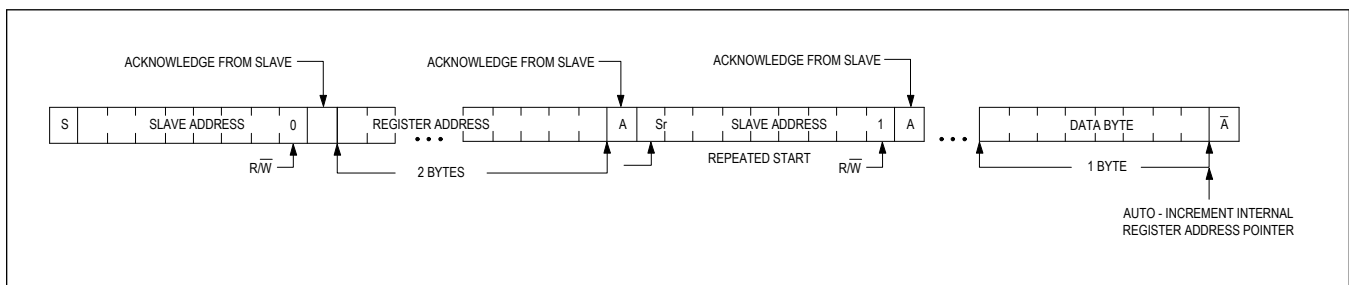 ACKNOWLEDGE FROM SLAVE ACKNOWLEDGE FROM SLAVE ACKNOWLEDGE FROM SLAVE
S SLAVE ADDRESS 0 REGISTER ADDRESS A Sr SLAVE ADDRESS 1 A DATA BYTE A̅
R/W̅ 2 BYTES REPEATED START R/W̅ 1 BYTE
AUTO - INCREMENT INTERNAL
REGISTER ADDRESS POINTER